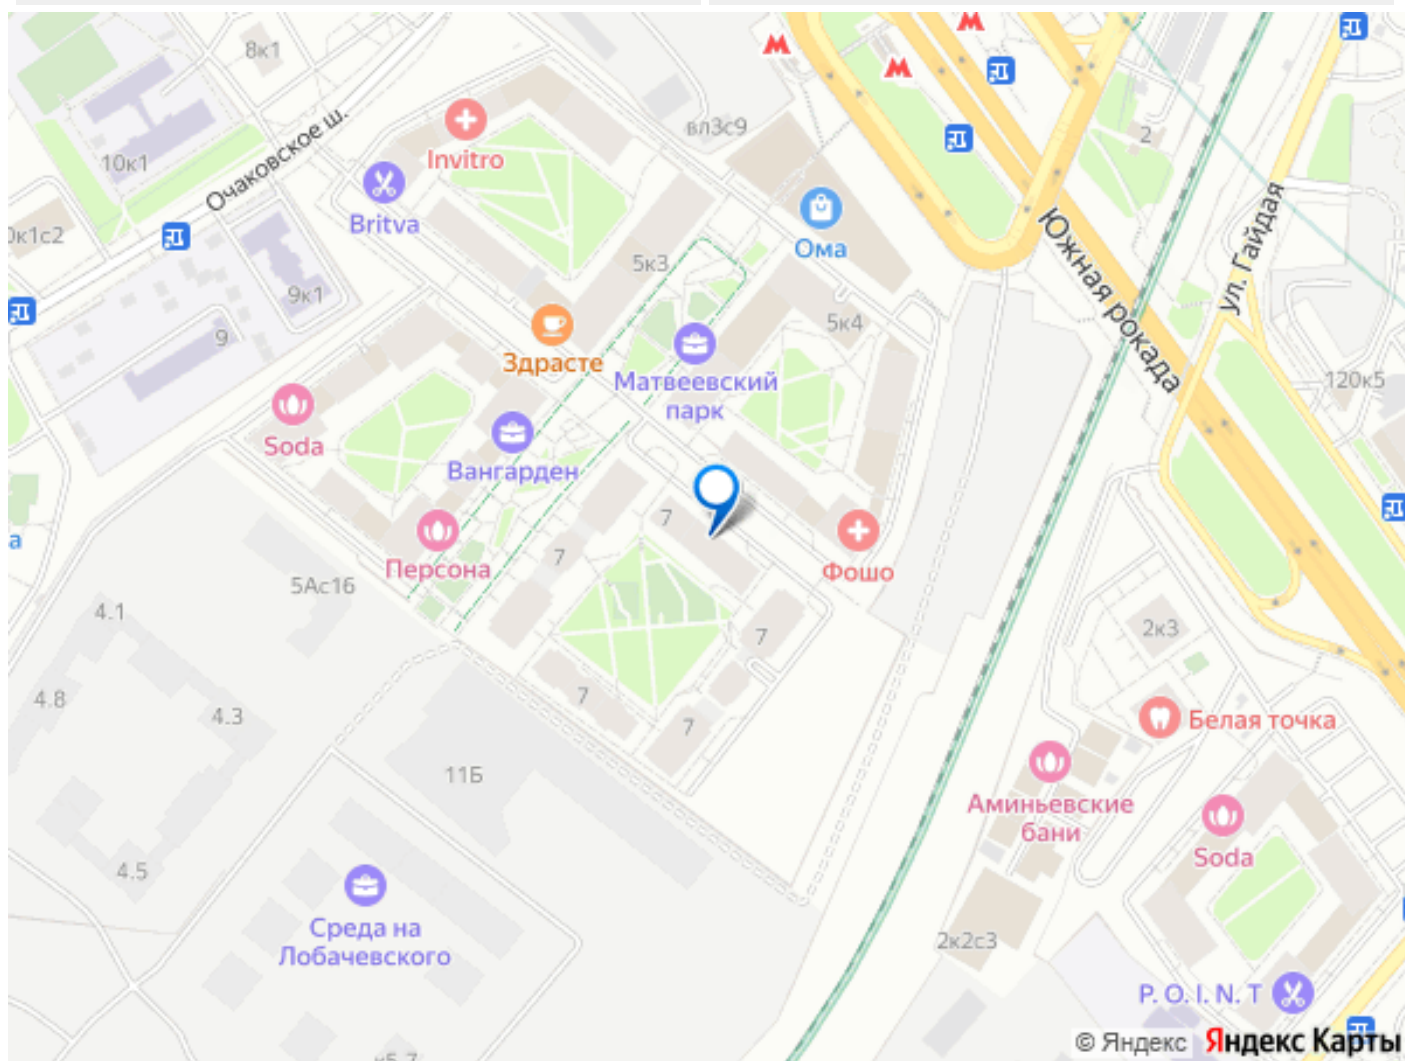 8к1
вл3с9
2
10к1
Очаковское ш.
Invitro
Britva
Ома
0к1с2
5к3
9к1
9
5к4
Южная рокада
ул. Гайдая
Здрасте
Матвеевский
парк
120к5
Soda
Вангарден
7
Персона
7
Фошо
а
5Ас16
4.1
7
2к3
4.8
4.3
7
7
Белая точка
11Б
Аминьевские
бани
4.5
Soda
Среда на
Лобачевского
2к2с3
P. O. I. N. T
© Яндекс Яндекс Карты